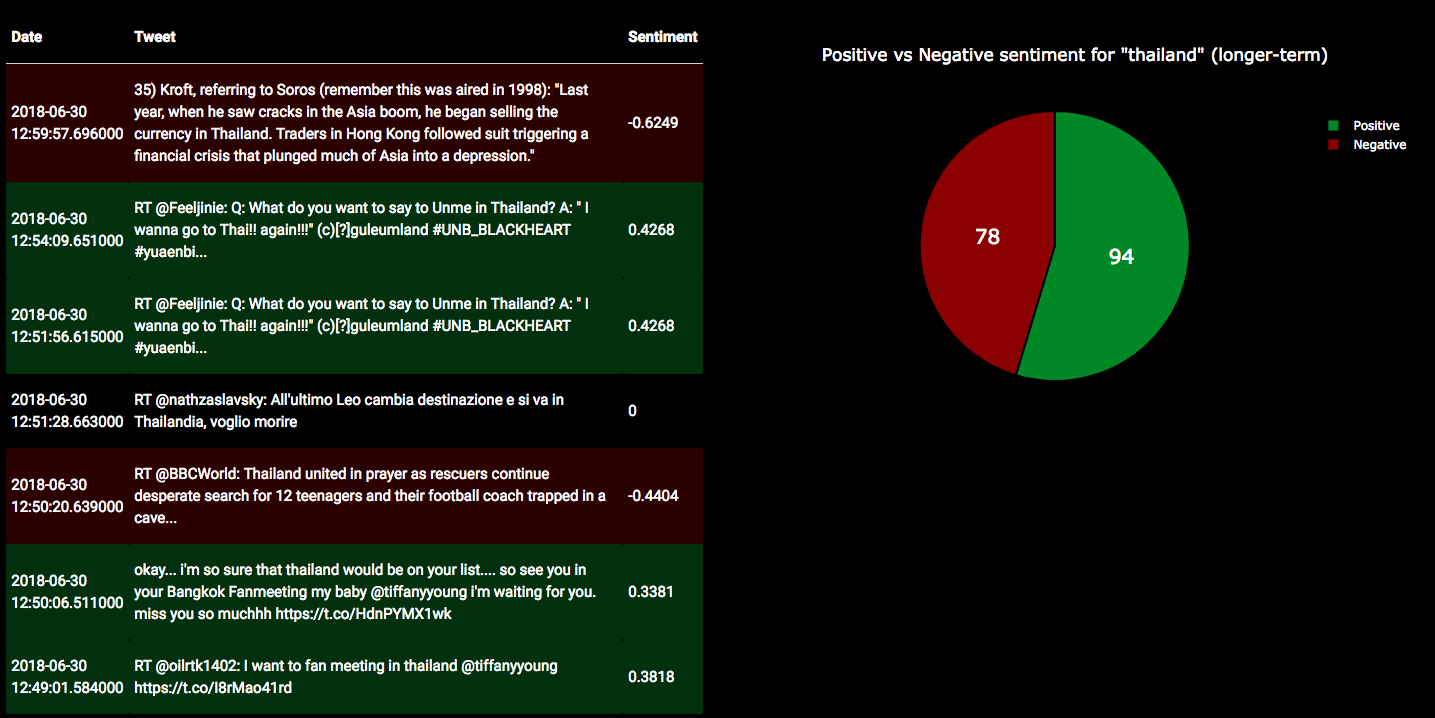 Date Tweet Sentiment
35) Kroft, referring to Soros (remember this was aired in 1998): "Last
year, when he saw cracks in the Asia boom, he began selling the
currency in Thailand. Traders in Hong Kong followed suit triggering a
financial crisis that plunged much of Asia into a depression."
2018-06-30
12:59:57.696000
-0.6249
RT @Feeljinie: Q: What do you want to say to Unme in Thailand? A: " I
wanna go to Thai!! again!!!" (c)[?]guleumland #UNB_BLACKHEART
#yuaenbi...
2018-06-30
12:54:09.651000
0.4268
RT @Feeljinie: Q: What do you want to say to Unme in Thailand? A: " I
wanna go to Thai!! again!!!" (c)[?]guleumland #UNB_BLACKHEART
#yuaenbi...
2018-06-30
12:51:56.615000
0.4268
2018-06-30
12:51:28.663000
RT @nathzaslavsky: All'ultimo Leo cambia destinazione e si va in
Thailandia, voglio morire
0
RT @BBCWorld: Thailand united in prayer as rescuers continue
desperate search for 12 teenagers and their football coach trapped in a
cave...
2018-06-30
12:50:20.639000
-0.4404
okay... i'm so sure that thailand would be on your list.... so see you in
your Bangkok Fanmeeting my baby @tiffanyyoung i'm waiting for you.
miss you so muchhh https://t.co/HdnPYMX1wk
2018-06-30
12:50:06.511000
0.3381
2018-06-30
12:49:01.584000
RT @oilrtk1402: I want to fan meeting in thailand @tiffanyyoung
https://t.co/I8rMao41rd
0.3818
Positive vs Negative sentiment for "thailand" (longer-term)
Positive
Negative
78
94